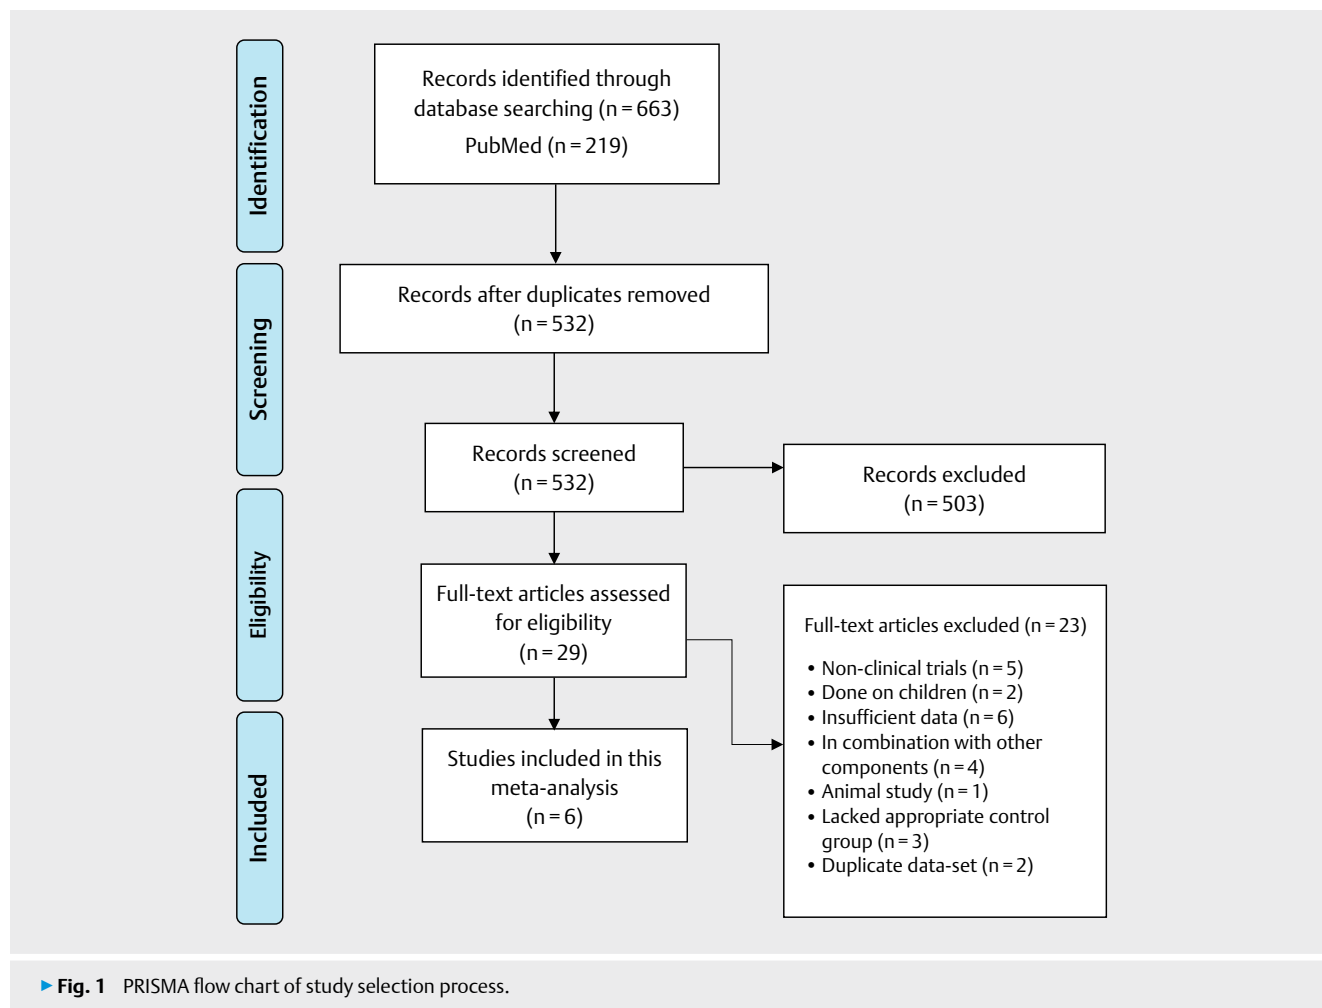 Identification
Records identified through
database searching (n = 663)
PubMed (n = 219)
Screening
Records after duplicates removed
(n = 532)
Records screened
(n = 532)
Records excluded
(n = 503)
Eligibility
Full-text articles assessed
for eligibility
(n = 29)
Full-text articles excluded (n = 23)
• Non-clinical trials (n = 5)
• Done on children (n = 2)
• Insufficient data (n = 6)
• In combination with other
components (n = 4)
• Animal study (n = 1)
• Lacked appropriate control
group (n = 3)
• Duplicate data-set (n = 2)
Included
Studies included in this
meta-analysis
(n = 6)
▶ Fig. 1 PRISMA flow chart of study selection process.